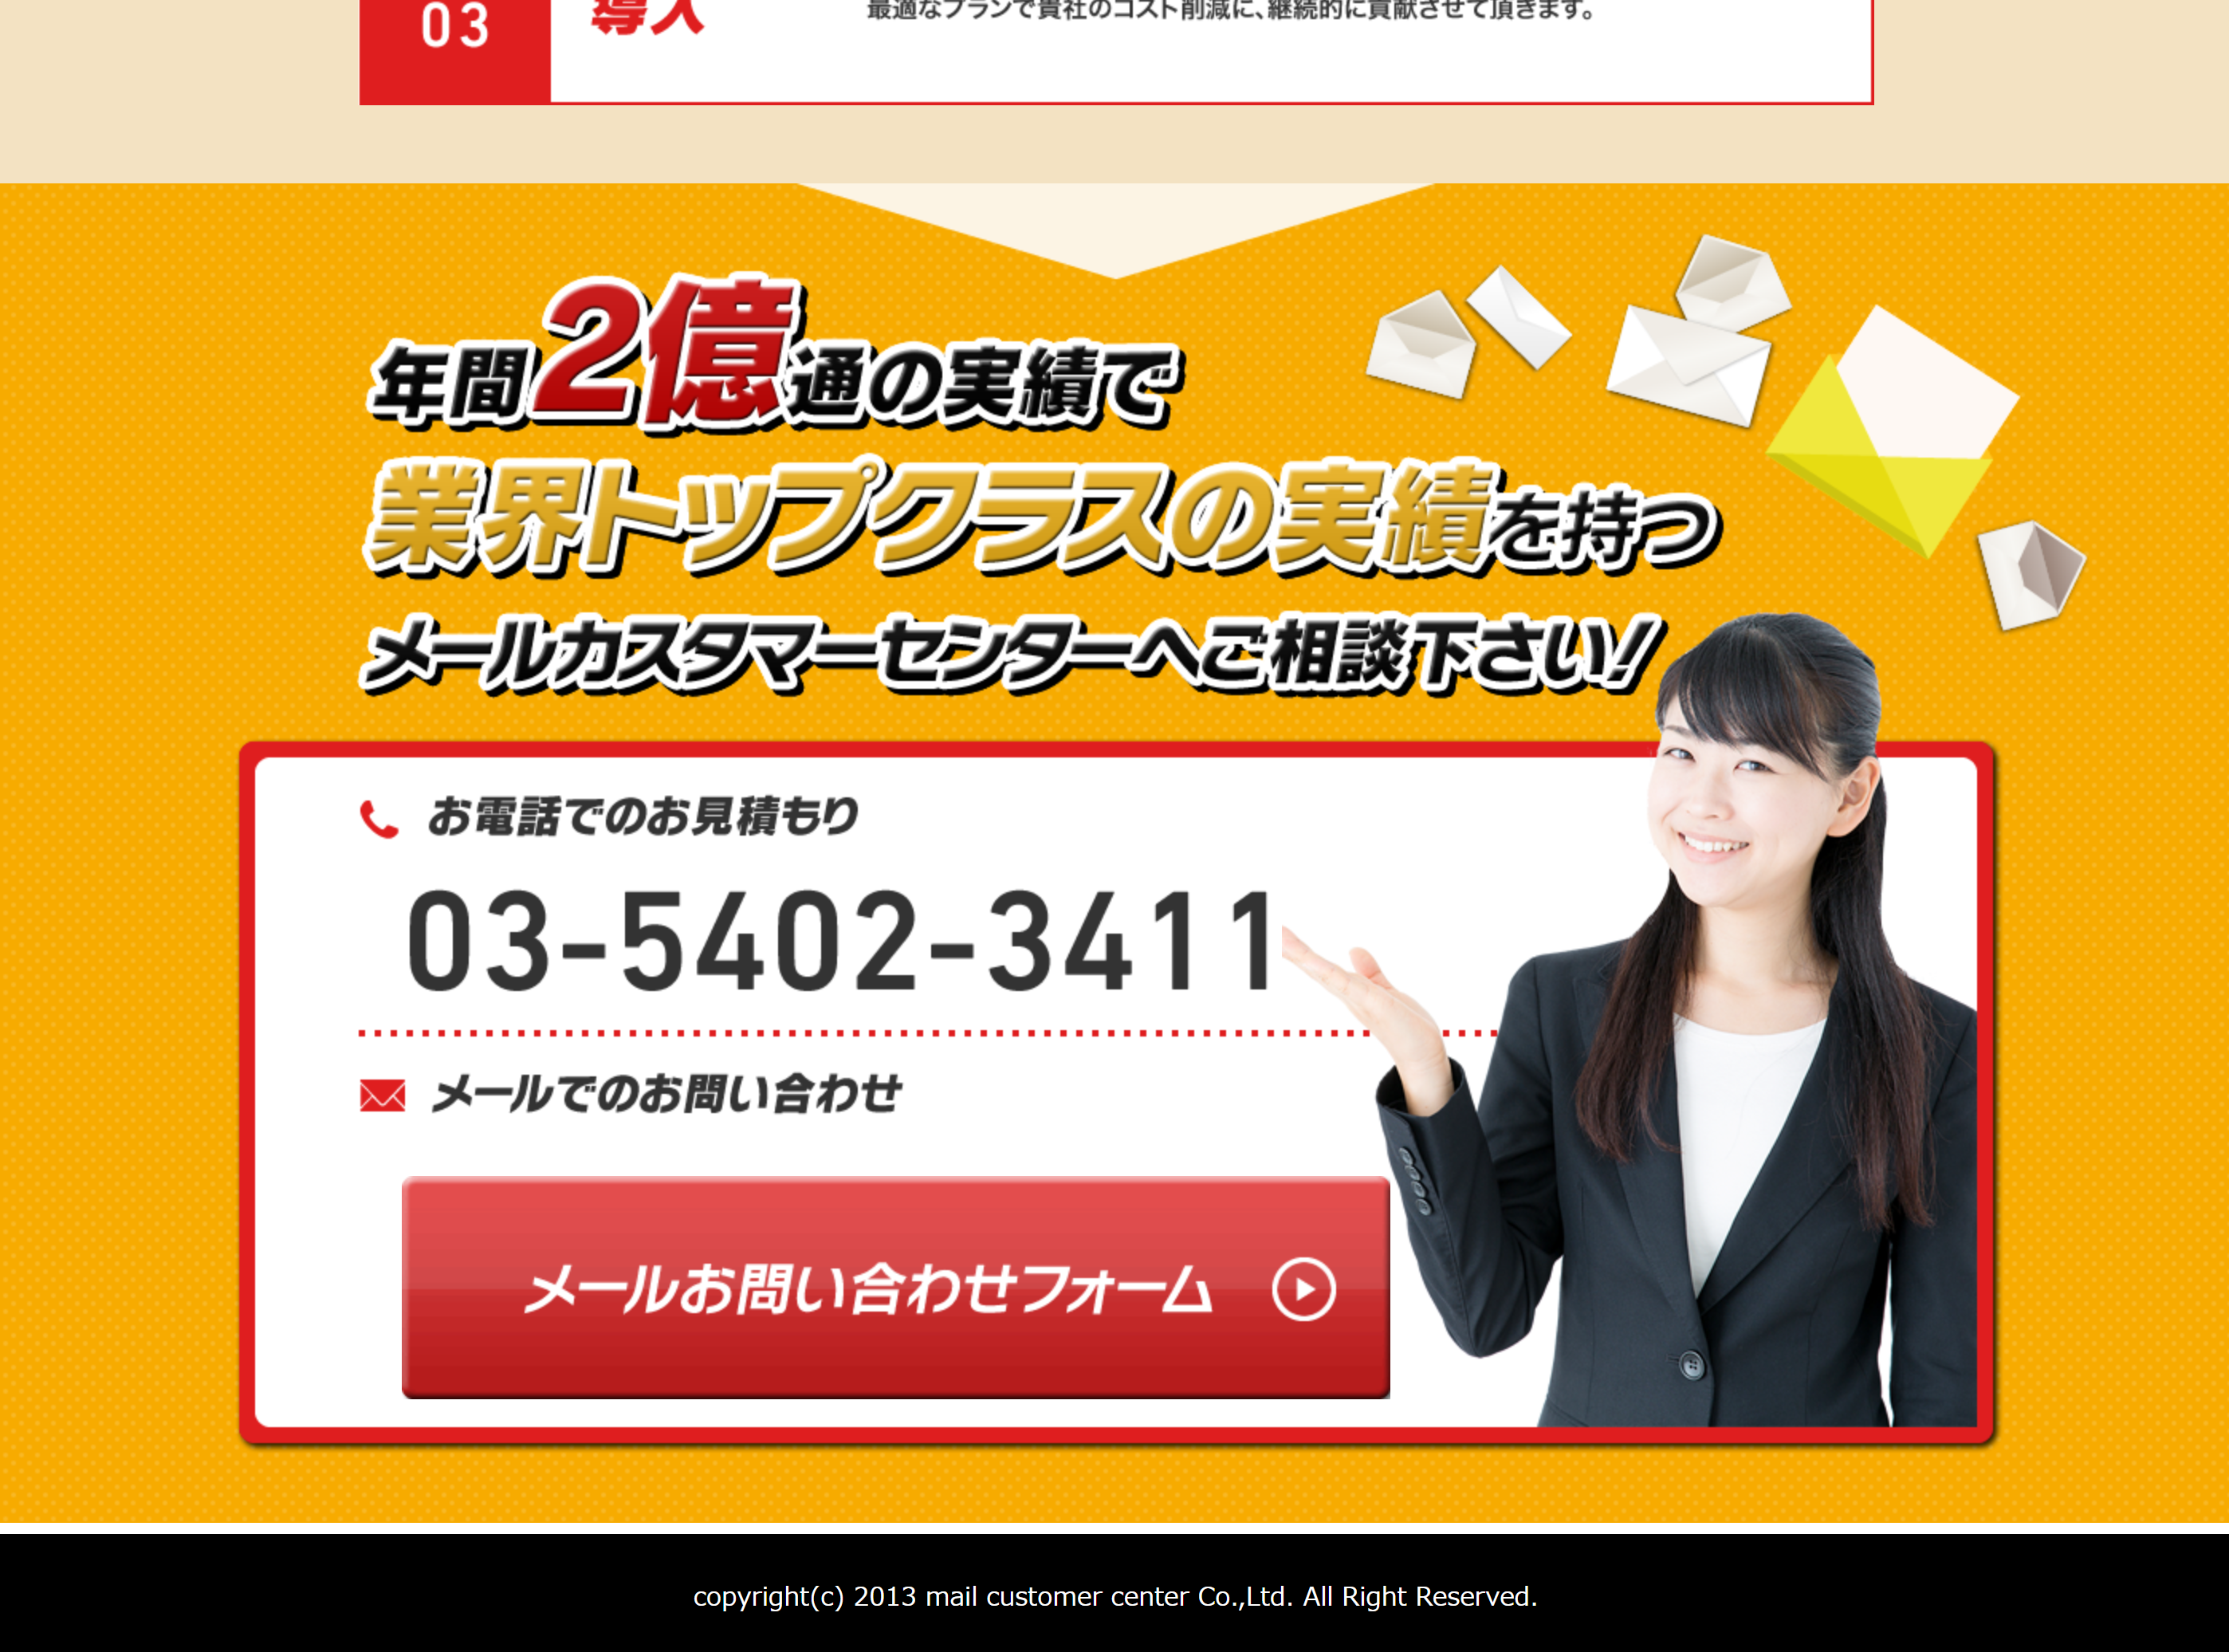 03
導入
最適なプランで貴社のコスト削減に、継続的に貢献させて頂きます。
年間2億通の実績で
業界トップクラスの実績を持つ
メールカスタマーセンターへご相談下さい!
お電話でのお見積もり
03-5402-3411
メールでのお問い合わせ
メールお問い合わせフォーム
copyright(c) 2013 mail customer center Co.,Ltd. All Right Reserved.